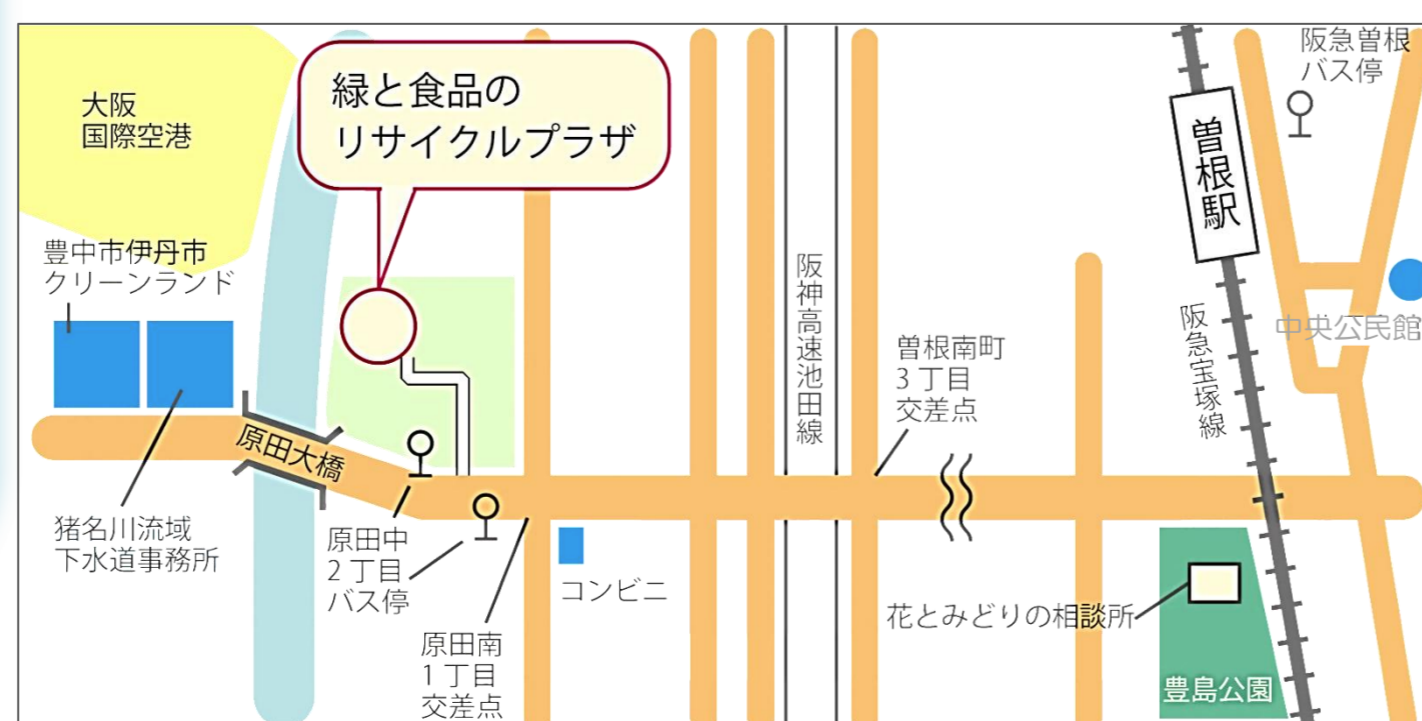 大阪
国際空港
緑と食品の
リサイクルプラザ
阪急曽根
バス停
曽根駅
豊中市伊丹市
クリーンランド
阪神高速池田線
阪急宝塚線
中央公民館
曽根南町
3丁目
交差点
原田大橋
猪名川流域
下水道事務所
原田中
2丁目
バス停
コンビニ
花とみどりの相談所
原田南
1丁目
交差点
豊島公園